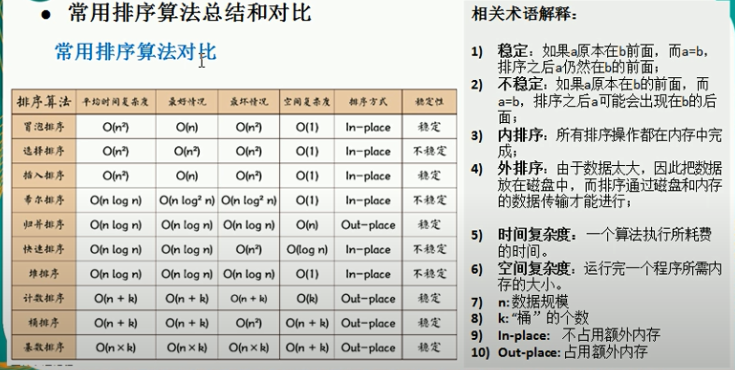 • 常用排序算法总结和对比
常用排序算法对比
排序算法 平均时间复杂度 最好情况 最坏情况 空间复杂度 排序方式 稳定性
冒泡排序 O(n²) O(n) O(n²) O(1) In-place 稳定
选择排序 O(n²) O(n²) O(n²) O(1) In-place 不稳定
插入排序 O(n²) O(n) O(n²) O(1) In-place 稳定
希尔排序 O(n log n) O(n log² n) O(n log² n) O(1) In-place 不稳定
归并排序 O(n log n) O(n log n) O(n log n) O(n) Out-place 稳定
快速排序 O(n log n) O(n log n) O(n²) O(log n) In-place 不稳定
堆排序 O(n log n) O(n log n) O(n log n) O(1) In-place 不稳定
计数排序 O(n + k) O(n + k) O(n + k) O(k) Out-place 稳定
桶排序 O(n + k) O(n + k) O(n²) O(n + k) Out-place 稳定
基数排序 O(n×k) O(n×k) O(n×k) O(n + k) Out-place 稳定
相关术语解释：
1) 稳定：如果a原本在b前面，而a=b，
排序之后a仍然在b的前面；
2) 不稳定：如果a原本在b的前面，而
a=b，排序之后a可能会出现在b的后
面；
3) 内排序：所有排序操作都在内存中完
成；
4) 外排序：由于数据太大，因此把数据
放在磁盘中，而排序通过磁盘和内存
的数据传输才能进行；
5) 时间复杂度：一个算法执行所耗费
的时间。
6) 空间复杂度：运行完一个程序所需内
存的大小。
7) n: 数据规模
8) k: “桶”的个数
9) In-place: 不占用额外内存
10) Out-place: 占用额外内存